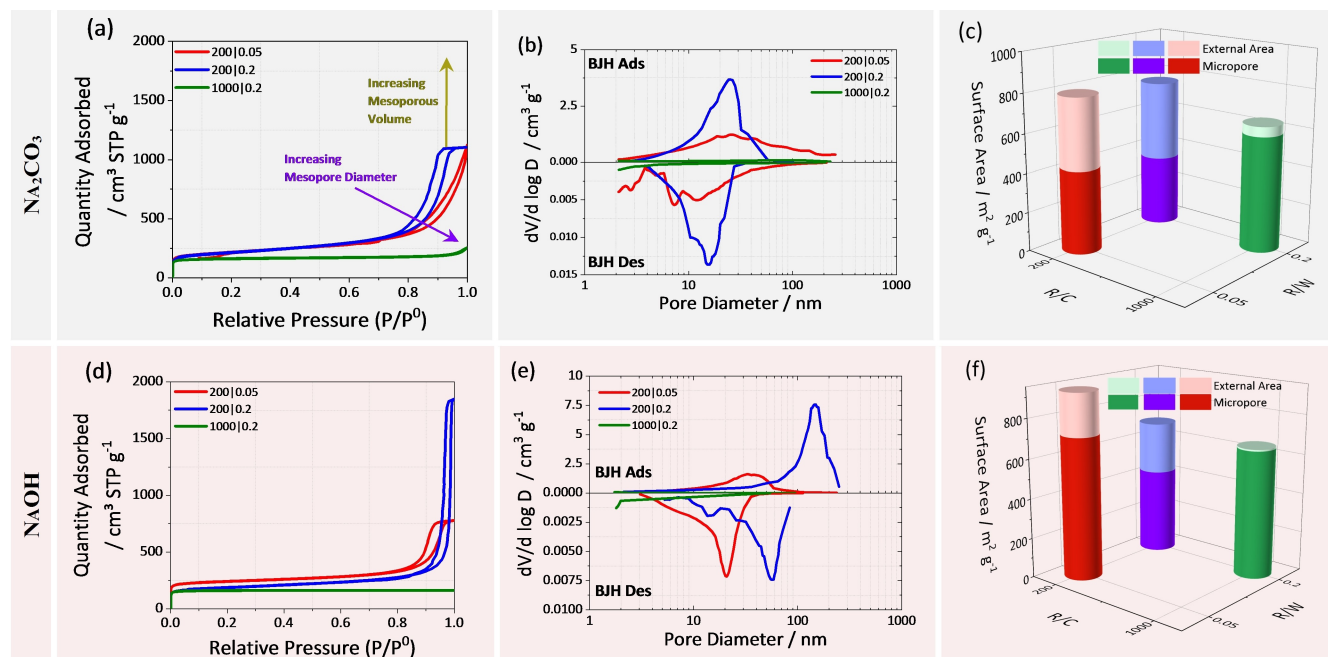 Na₂CO₃
(a)
2000
1500
1000
500
0
0.0 0.2 0.4 0.6 0.8 1.0
Quantity Adsorbed
/ cm³ STP g⁻¹
Relative Pressure (P/P⁰)
200|0.05
200|0.2
1000|0.2
Increasing
Mesoporous
Volume
Increasing
Mesopore Diameter
(b)
5
2.5
0.000
0.005
0.010
0.015
1 10 100 1000
dV/d log D / cm³ g⁻¹
Pore Diameter / nm
BJH Ads
BJH Des
200|0.05
200|0.2
1000|0.2
(c)
External Area
Micropore
1000
800
600
400
200
0
Surface Area / m² g⁻¹
200
1000
R/C
0.05
0.2
R/W
NaOH
(d)
2000
1500
1000
500
0
0.0 0.2 0.4 0.6 0.8 1.0
Quantity Adsorbed
/ cm³ STP g⁻¹
Relative Pressure (P/P⁰)
200|0.05
200|0.2
1000|0.2
(e)
10
7.5
5
2.5
0.0000
0.0025
0.0050
0.0075
0.0100
1 10 100 1000
dV/d log D / cm³ g⁻¹
Pore Diameter / nm
BJH Ads
BJH Des
200|0.05
200|0.2
1000|0.2
(f)
External Area
Micropore
800
600
400
200
0
Surface Area / m² g⁻¹
200
1000
R/C
0.05
0.2
R/W